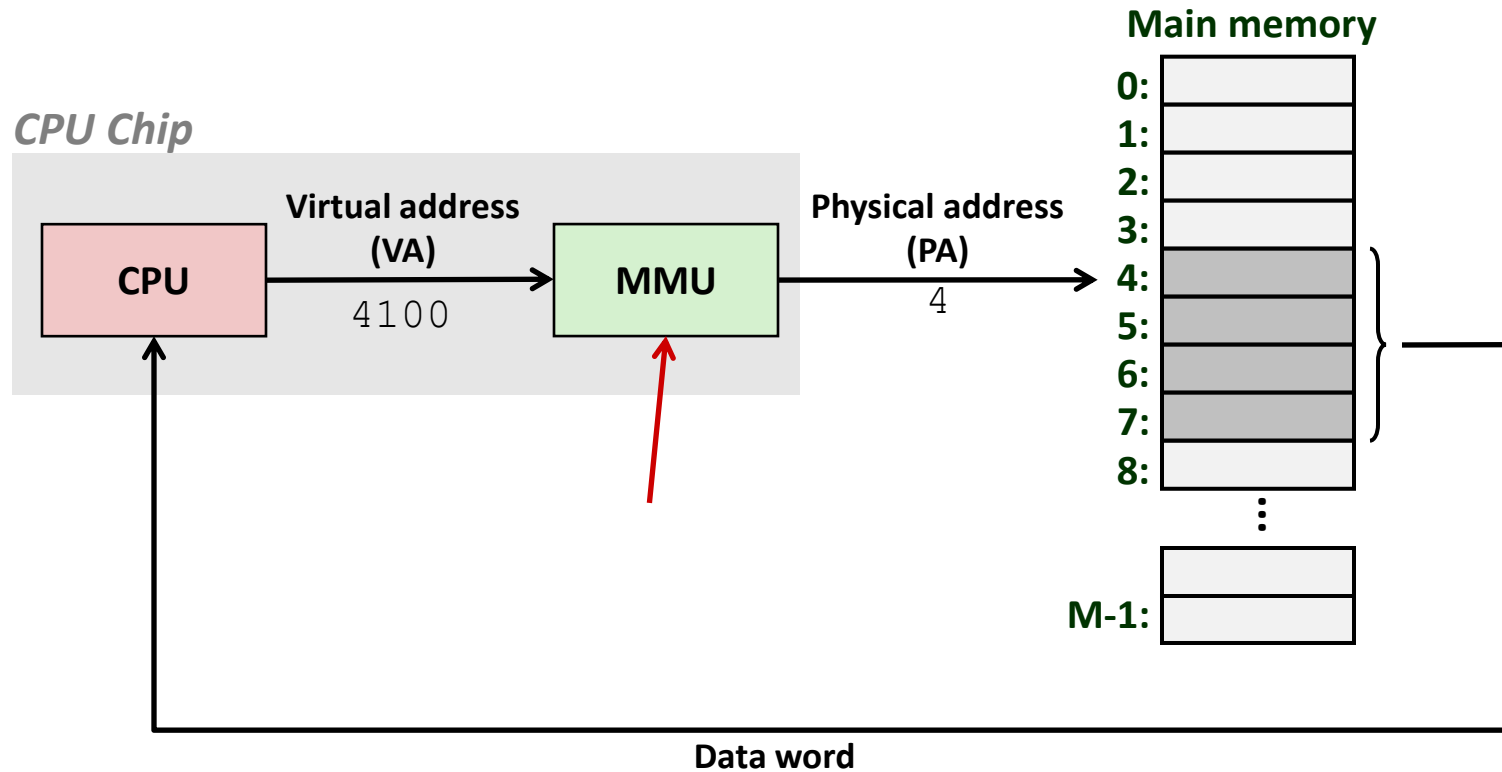 Main memory
CPU Chip
Virtual address
(VA)
4100
CPU
MMU
Physical address
(PA)
4
0:
1:
2:
3:
4:
5:
6:
7:
8:
M-1:
Data word